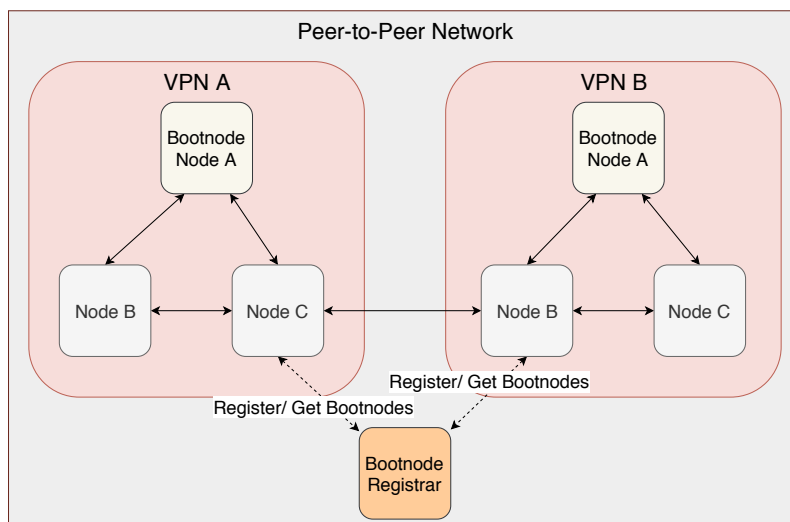 Peer-to-Peer Network
VPN A
VPN B
Bootnode
Node A
Bootnode
Node A
Node B
Node C
Node B
Node C
Register/ Get Bootnodes
Register/ Get Bootnodes
Bootnode
Registrar